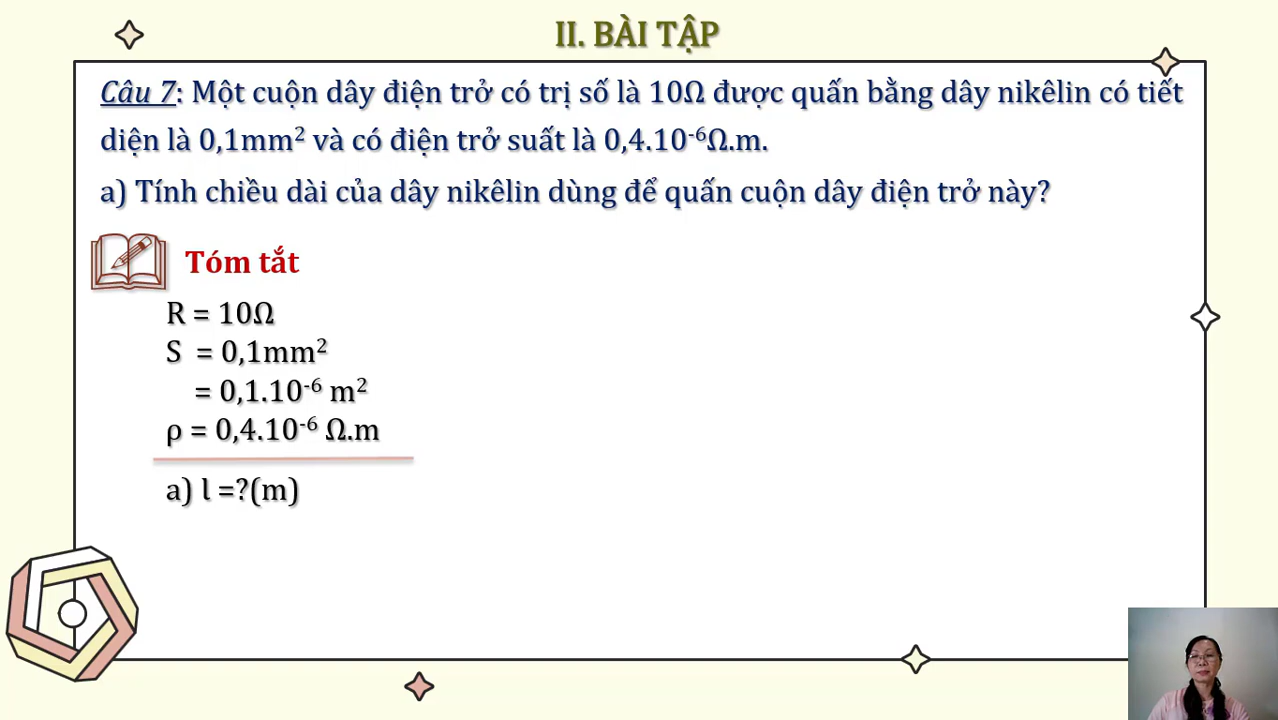 II. BÀI TẬP
Câu 7: Một cuộn dây điện trở có trị số là 10Ω được quấn bằng dây nikêlin có tiết
diện là 0,1mm² và có điện trở suất là 0,4.10⁻⁶Ω.m.
a) Tính chiều dài của dây nikêlin dùng để quấn cuộn dây điện trở này?
Tóm tắt
R = 10Ω
S = 0,1mm²
= 0,1.10⁻⁶ m²
ρ = 0,4.10⁻⁶ Ω.m
a) l =?(m)